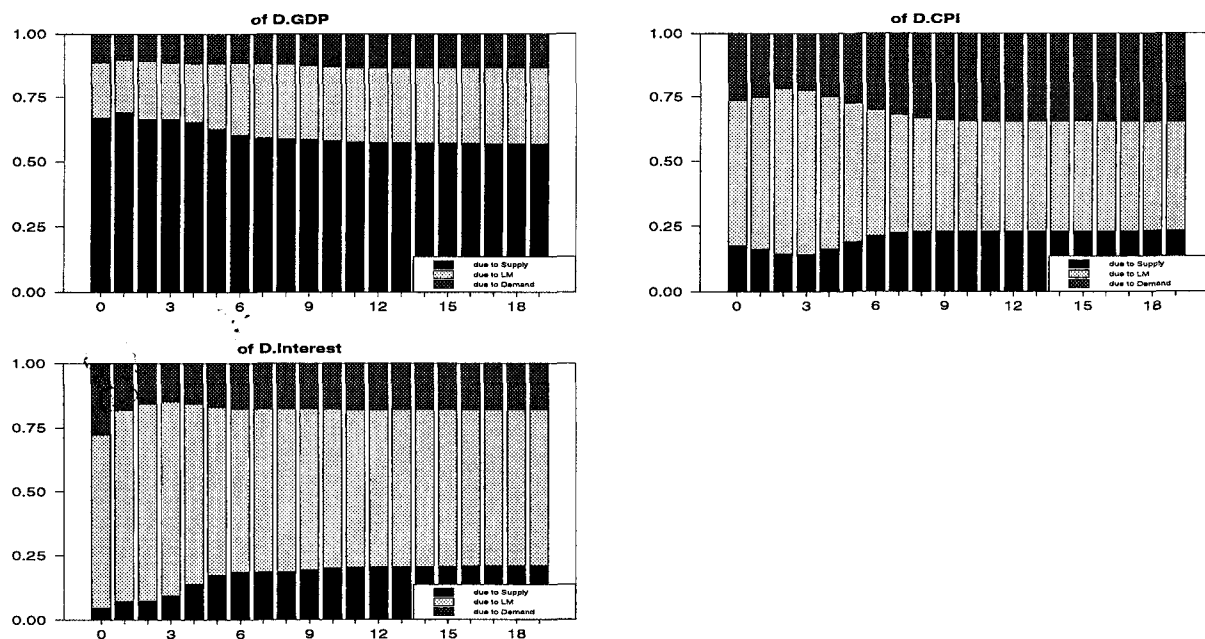 of D.GDP
1.00
0.75
0.50
0.25
0.00
0 3 6 9 12 15 18
due to Supply
due to LM
due to Demand
of D.CPI
1.00
0.75
0.50
0.25
0.00
0 3 6 9 12 15 18
due to Supply
due to LM
due to Demand
of D.Interest
1.00
0.75
0.50
0.25
0.00
0 3 6 9 12 15 18
due to Supply
due to LM
due to Demand